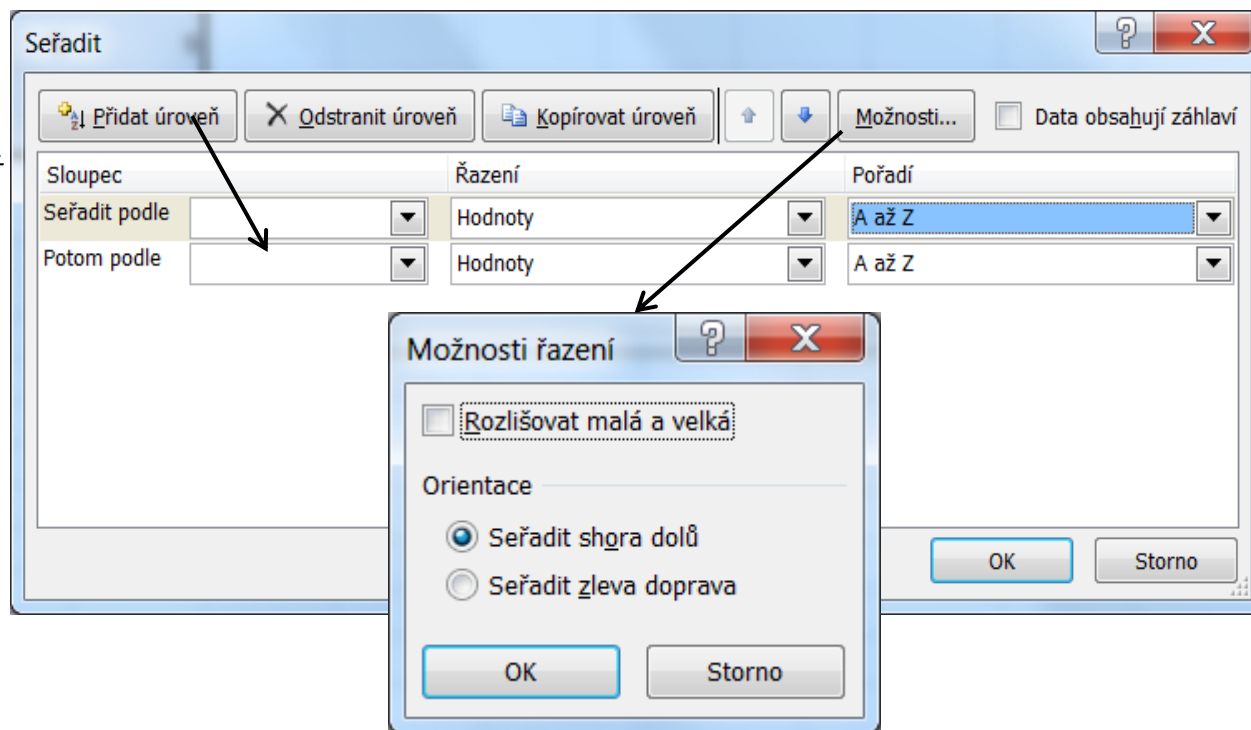 Seřadit
Přidat úroveň Odstranit úroveň Kopírovat úroveň Možnosti... Data obsahují záhlaví
Sloupec Řazení Pořadí
Seřadit podle Hodnoty A až Z
Potom podle Hodnoty A až Z
Možnosti řazení
Rozlišovat malá a velká
Orientace
Seřadit shora dolů
Seřadit zleva doprava
OK Storno
OK Storno